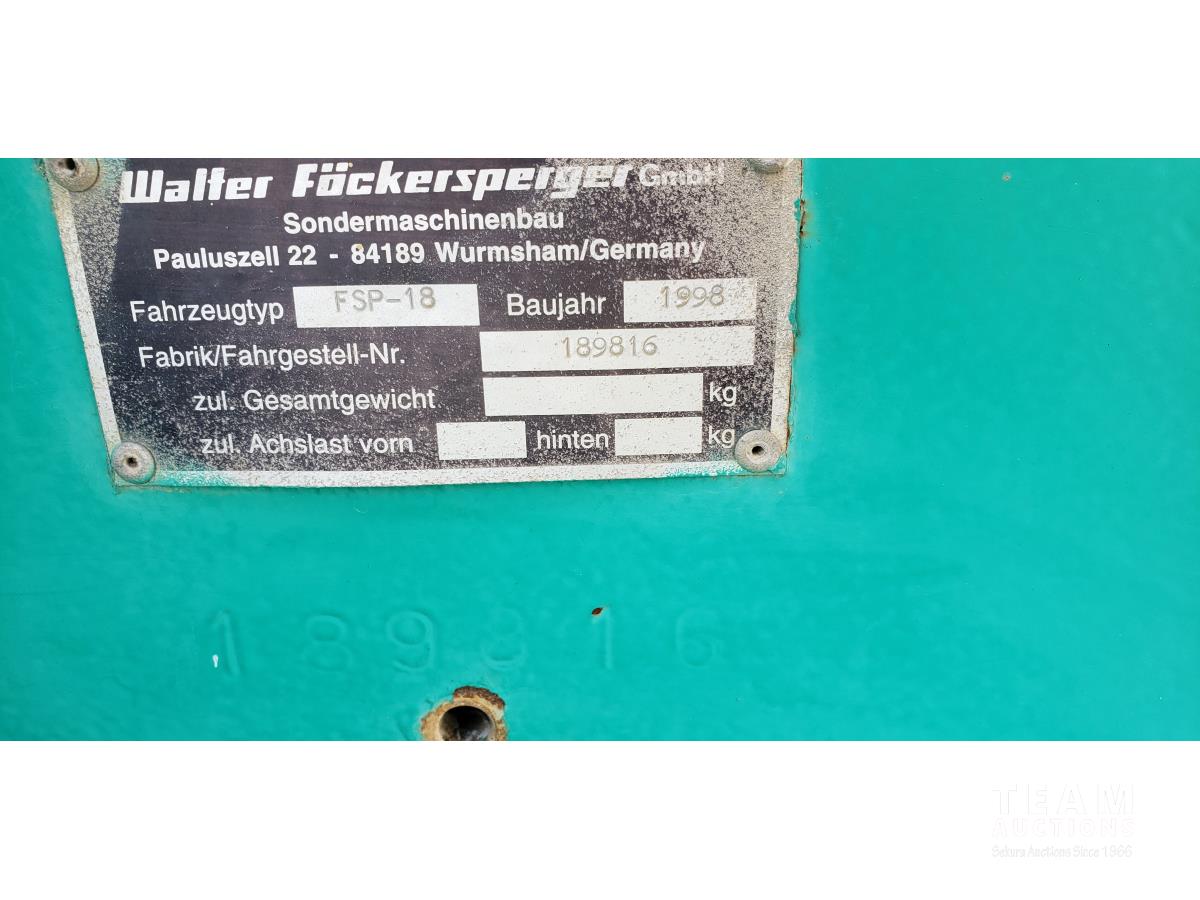 Walter Föckersperger GmbH
Sondermaschinenbau
Pauluszell 22 - 84189 Wurmsham/Germany
Fahrzeugtyp FSP-18 Baujahr 1998
Fabrik/Fahrgestell-Nr. 189816
zul. Gesamtgewicht kg
zul. Achslast vorn hinten kg
189816
TEAM
AUCTIONS
Sekura Auctions Since 1966